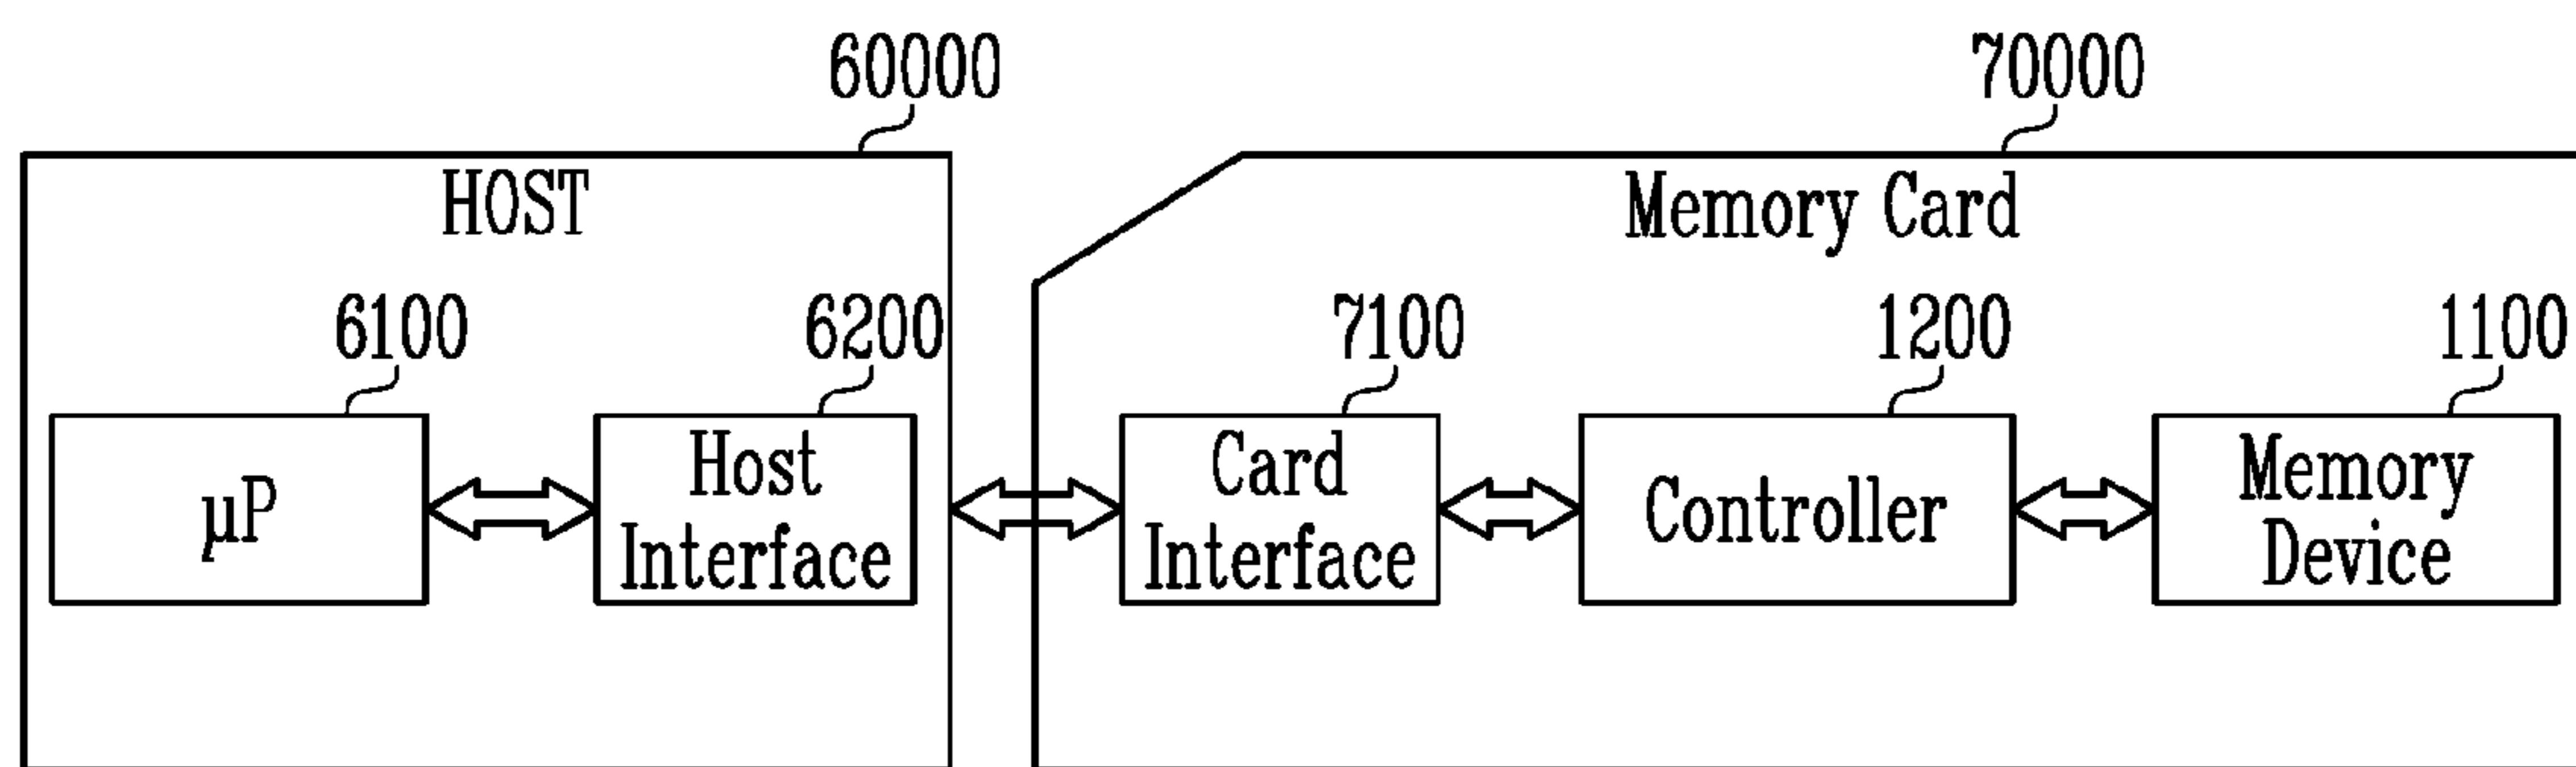 60000
70000
HOST
Memory Card
6100
6200
7100
1200
1100
μP
Host
Interface
Card
Interface
Controller
Memory
Device